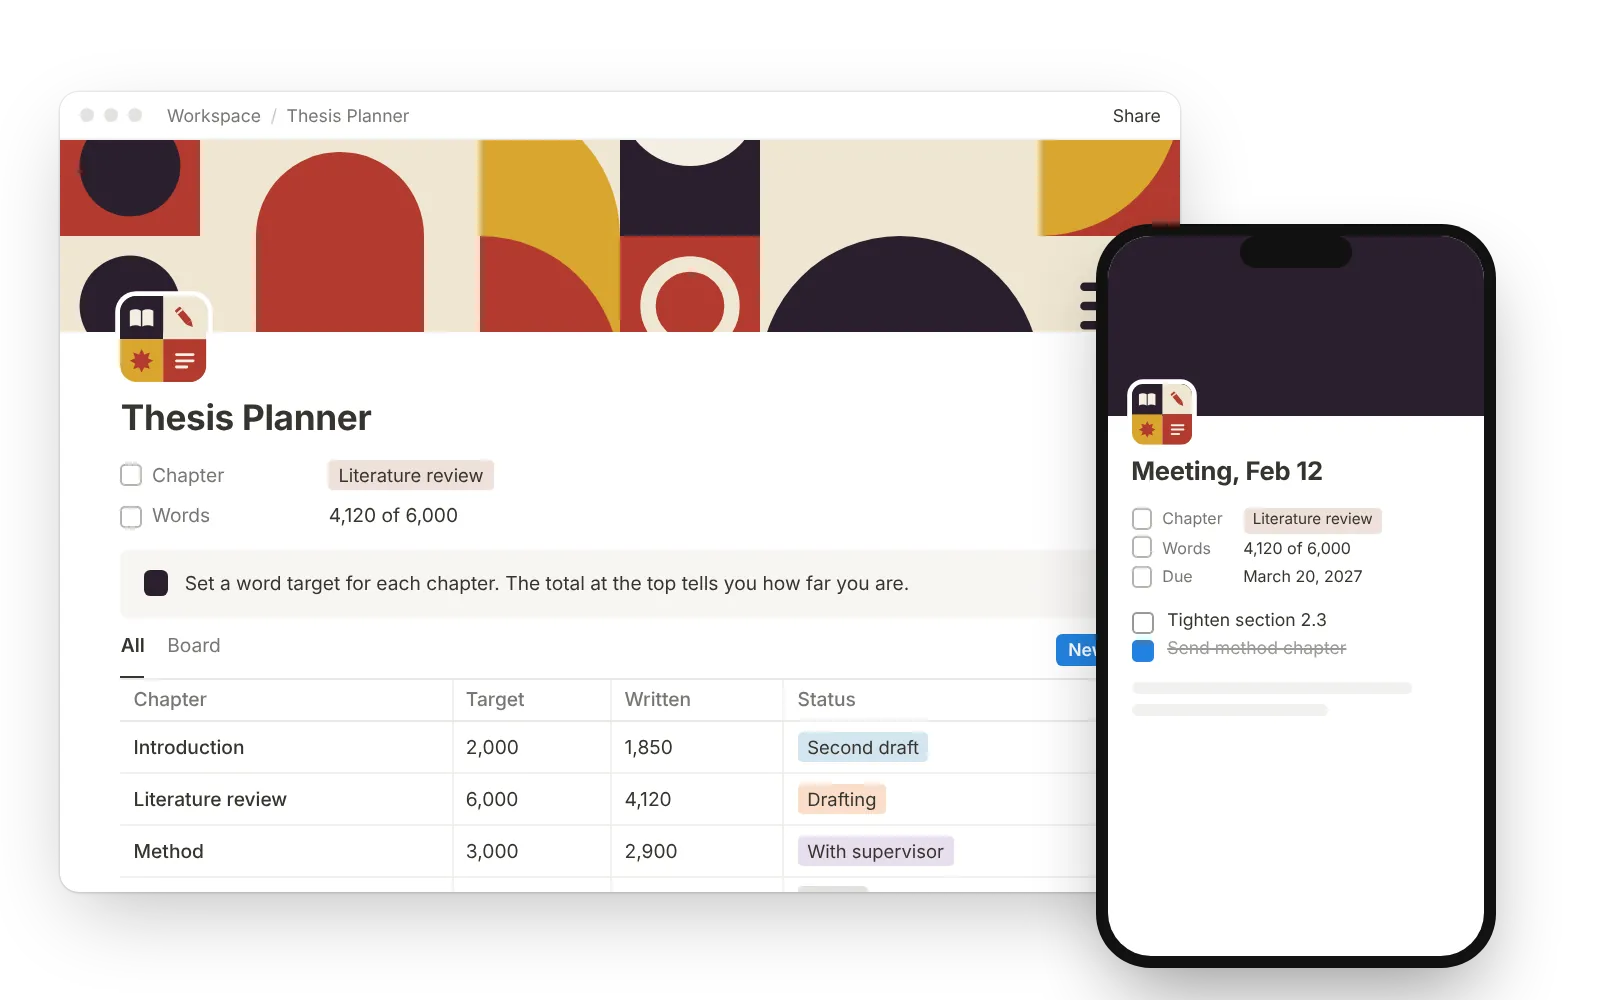 Workspace / Thesis Planner
Share
Thesis Planner
Chapter Literature review
Words 4,120 of 6,000
Set a word target for each chapter. The total at the top tells you how far you are.
All Board
Chapter Target Written Status
Introduction 2,000 1,850 Second draft
Literature review 6,000 4,120 Drafting
Method 3,000 2,900 With supervisor
Meeting, Feb 12
Chapter Literature review
Words 4,120 of 6,000
Due March 20, 2027
Tighten section 2.3
Send method chapter